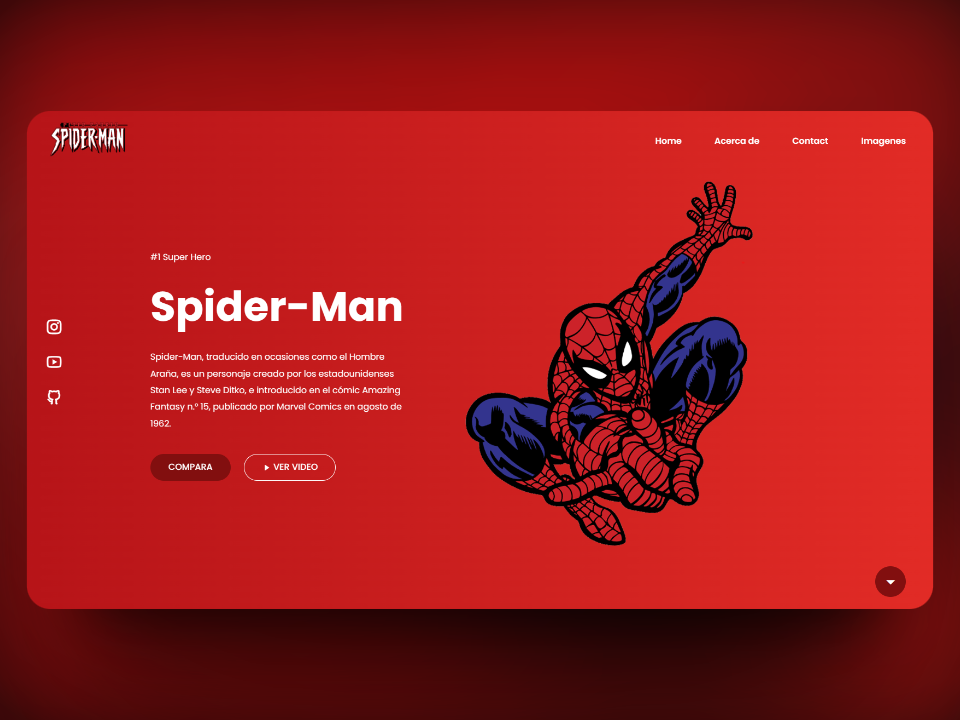 SPIDER-MAN
Home
Acerca de
Contact
Imagenes
#1 Super Hero
Spider-Man
Spider-Man, traducido en ocasiones como el Hombre
Araña, es un personaje creado por los estadounidenses
Stan Lee y Steve Ditko, e introducido en el cómic Amazing
Fantasy n.º 15, publicado por Marvel Comics en agosto de
1962.
COMPARA
VER VIDEO